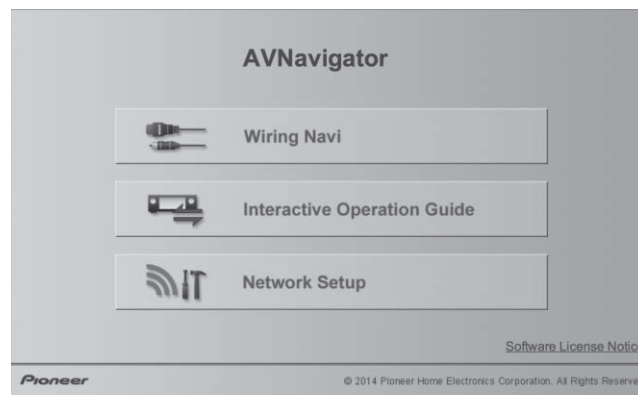 AVNavigator
Wiring Navi
Interactive Operation Guide
Network Setup
Software License Notic
Pioneer
© 2014 Pioneer Home Electronics Corporation. All Rights Reserve